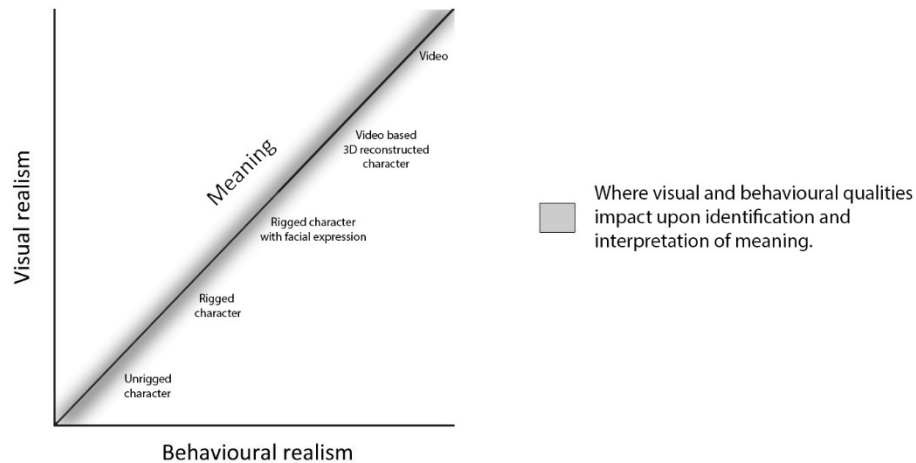 Visual realism
Meaning
Video
Video based
3D reconstructed
character
Rigged character
with facial expression
Rigged
character
Unrigged
character
Behavioural realism
Where visual and behavioural qualities
impact upon identification and
interpretation of meaning.